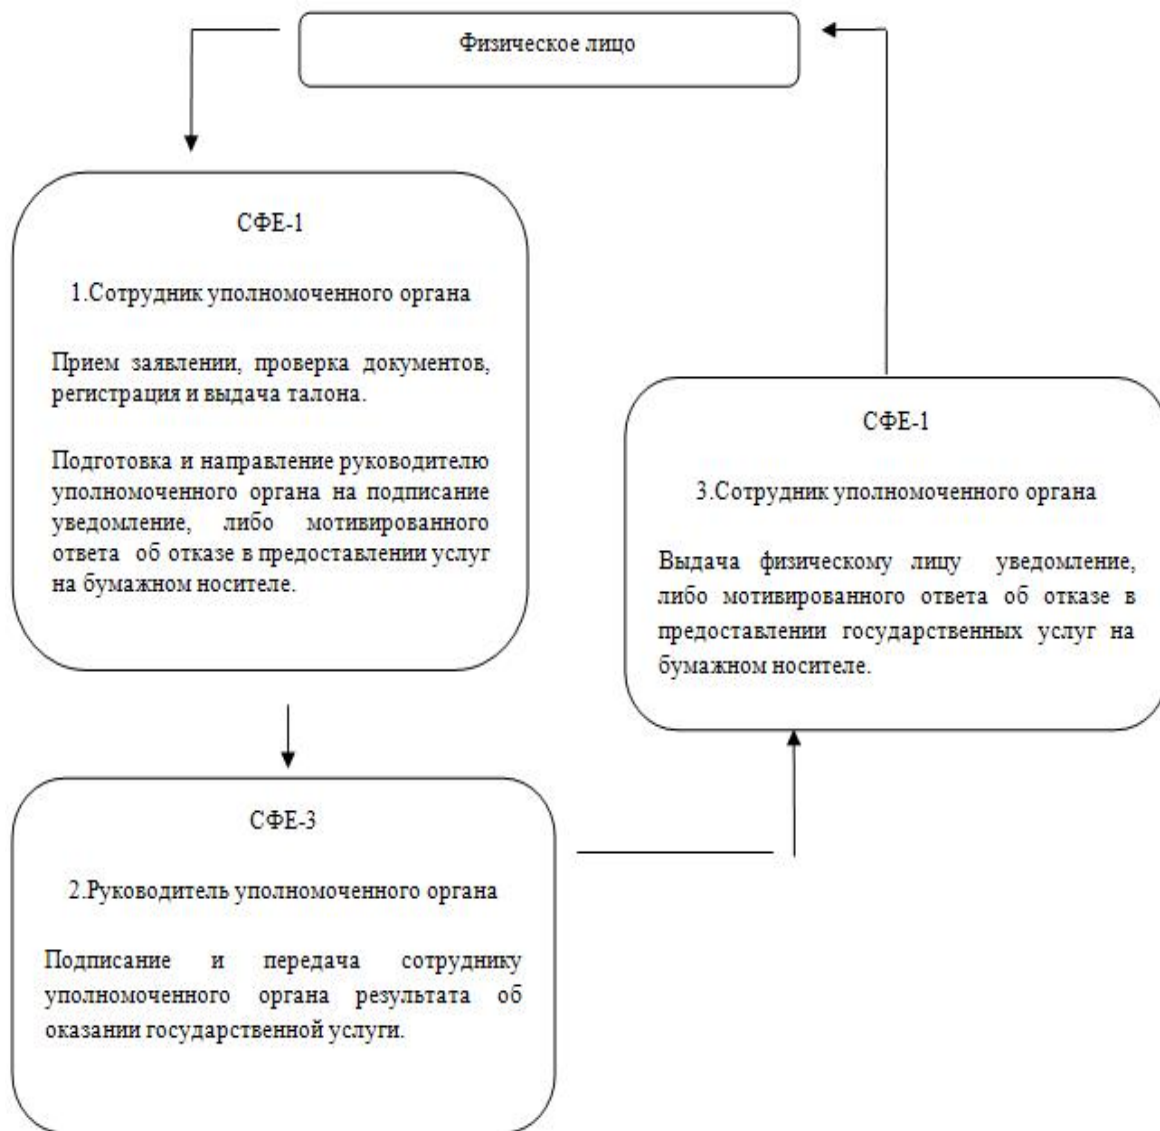 Физическое лицо
СФЕ-1
1.Сотрудник уполномоченного органа
Прием заявлении, проверка документов,
регистрация и выдача талона.
Подготовка и направление руководителю
уполномоченного органа на подписание
уведомление, либо мотивированного
ответа об отказе в предоставлении услуг
на бумажном носителе.
СФЕ-3
2.Руководитель уполномоченного органа
Подписание и передача сотруднику
уполномоченного органа результата об
оказании государственной услуги.
СФЕ-1
3.Сотрудник уполномоченного органа
Выдача физическому лицу уведомление,
либо мотивированного ответа об отказе в
предоставлении государственных услуг на
бумажном носителе.